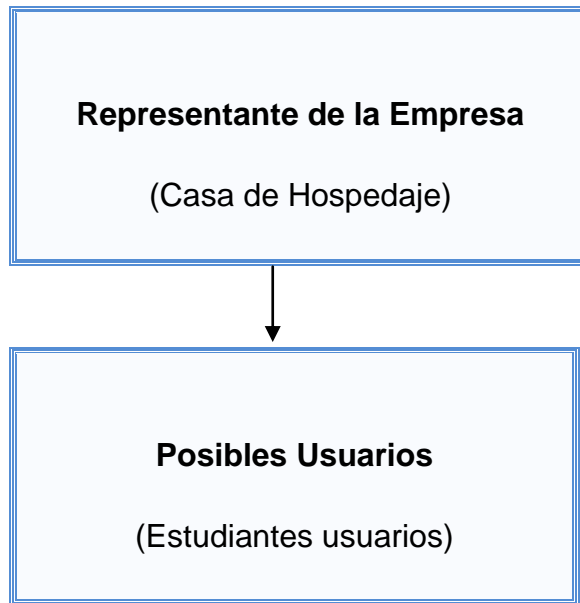 Representante de la Empresa
(Casa de Hospedaje)
Posibles Usuarios
(Estudiantes usuarios)